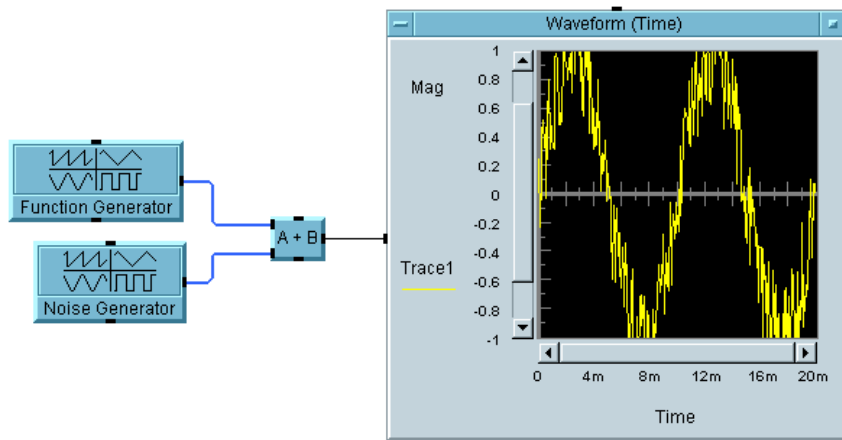 Waveform (Time)
Mag
Trace1
1
0.8
0.6
0.4
0.2
0
-0.2
-0.4
-0.6
-0.8
-1
0 4m 8m 12m 16m 20m
Time
Function Generator
A + B
Noise Generator